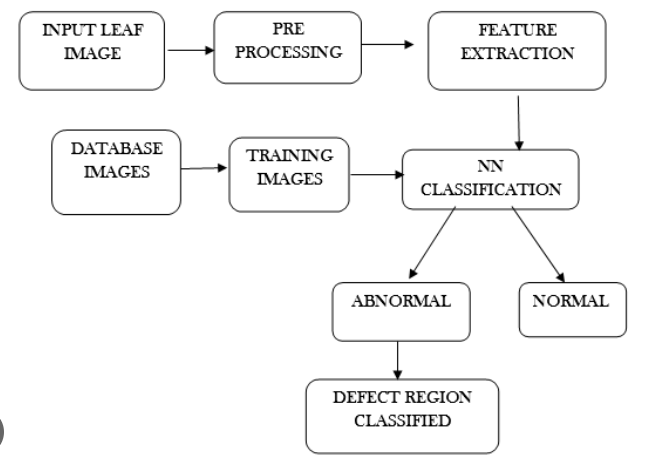 INPUT LEAF
IMAGE
PRE
PROCESSING
FEATURE
EXTRACTION
DATABASE
IMAGES
TRAINING
IMAGES
NN
CLASSIFICATION
ABNORMAL
NORMAL
DEFECT REGION
CLASSIFIED